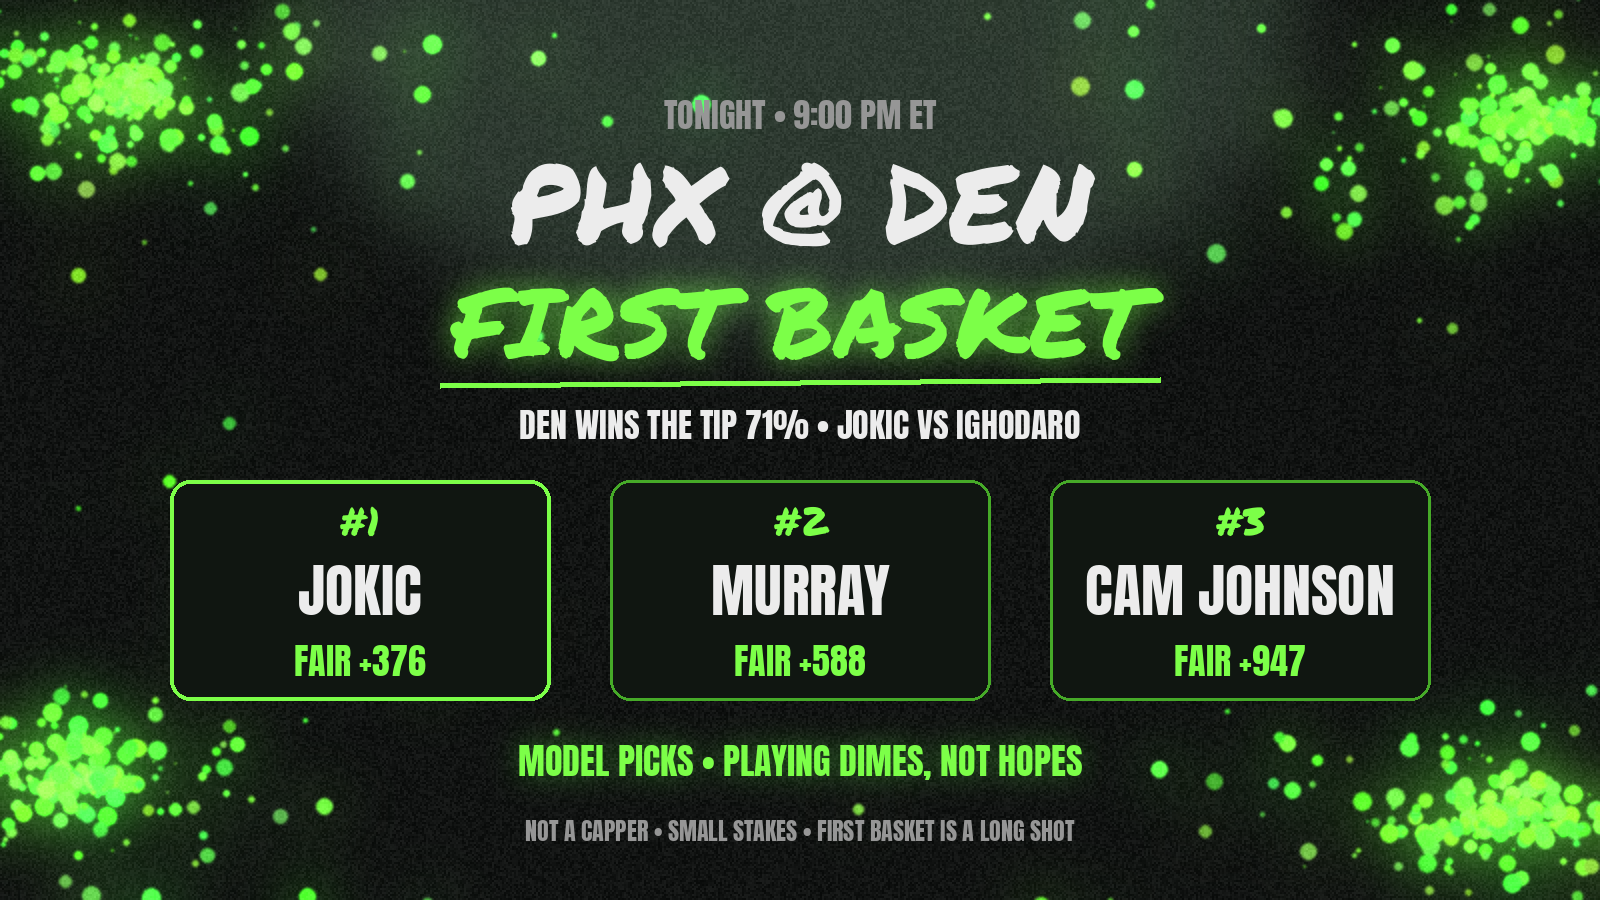 TONIGHT • 9:00 PM ET
PHX @ DEN
FIRST BASKET
DEN WINS THE TIP 71% • JOKIC VS IGHODARO
#1
JOKIC
FAIR +376
#2
MURRAY
FAIR +588
#3
CAM JOHNSON
FAIR +947
MODEL PICKS • PLAYING DIMES, NOT HOPES
NOT A CAPPER • SMALL STAKES • FIRST BASKET IS A LONG SHOT